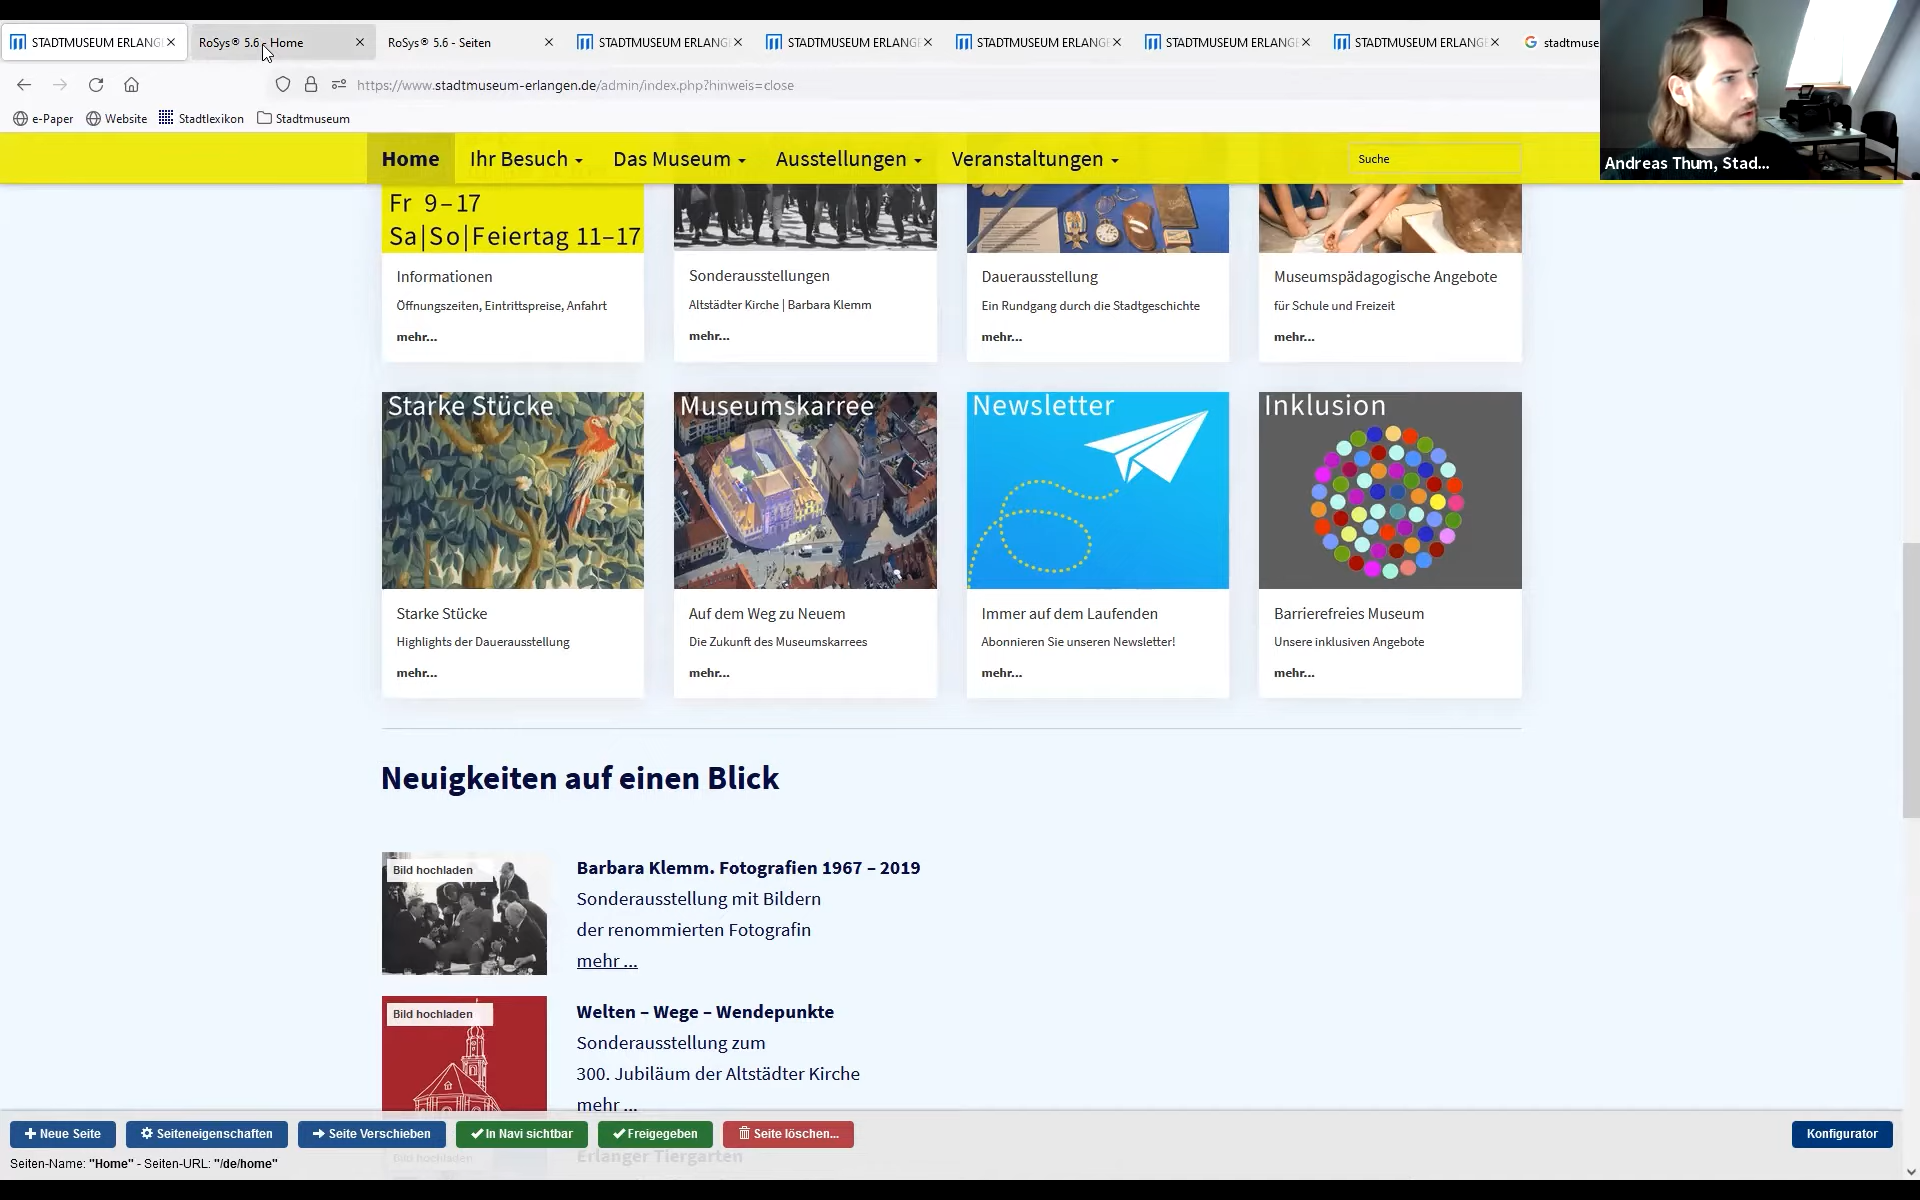 STADTMUSEUM ERLANG
RoSys® 5.6 - Home
RoSys® 5.6 - Seiten
STADTMUSEUM ERLANGE
STADTMUSEUM ERLANGE
STADTMUSEUM ERLANGE
STADTMUSEUM ERLANGE
STADTMUSEUM ERLANGE
stadtmuse
https://www.stadtmuseum-erlangen.de/admin/index.php?hinweis=close
e-Paper
Website
Stadtlexikon
Stadtmuseum
Andreas Thum, Stad...
Home
Ihr Besuch
Das Museum
Ausstellungen
Veranstaltungen
Suche
Fr 9–17
Sa|So|Feiertag 11–17
Informationen
Öffnungszeiten, Eintrittspreise, Anfahrt
mehr...
Sonderausstellungen
Altstädter Kirche | Barbara Klemm
mehr...
Dauerausstellung
Ein Rundgang durch die Stadtgeschichte
mehr...
Museumspädagogische Angebote
für Schule und Freizeit
mehr...
Starke Stücke
Starke Stücke
Highlights der Dauerausstellung
mehr...
Museumskarree
Auf dem Weg zu Neuem
Die Zukunft des Museumskarrees
mehr...
Newsletter
Immer auf dem Laufenden
Abonnieren Sie unseren Newsletter!
mehr...
Inklusion
Barrierefreies Museum
Unsere inklusiven Angebote
mehr...
Neuigkeiten auf einen Blick
Bild hochladen
Barbara Klemm. Fotografien 1967 – 2019
Sonderausstellung mit Bildern
der renommierten Fotografin
mehr ...
Bild hochladen
Welten – Wege – Wendepunkte
Sonderausstellung zum
300. Jubiläum der Altstädter Kirche
mehr ...
Neue Seite
Seiteneigenschaften
Seite Verschieben
In Navi sichtbar
Freigegeben
Seite löschen...
Konfigurator
Bild hochladen
Erlanger Tiergarten
Seiten-Name: "Home" - Seiten-URL: "/de/home"